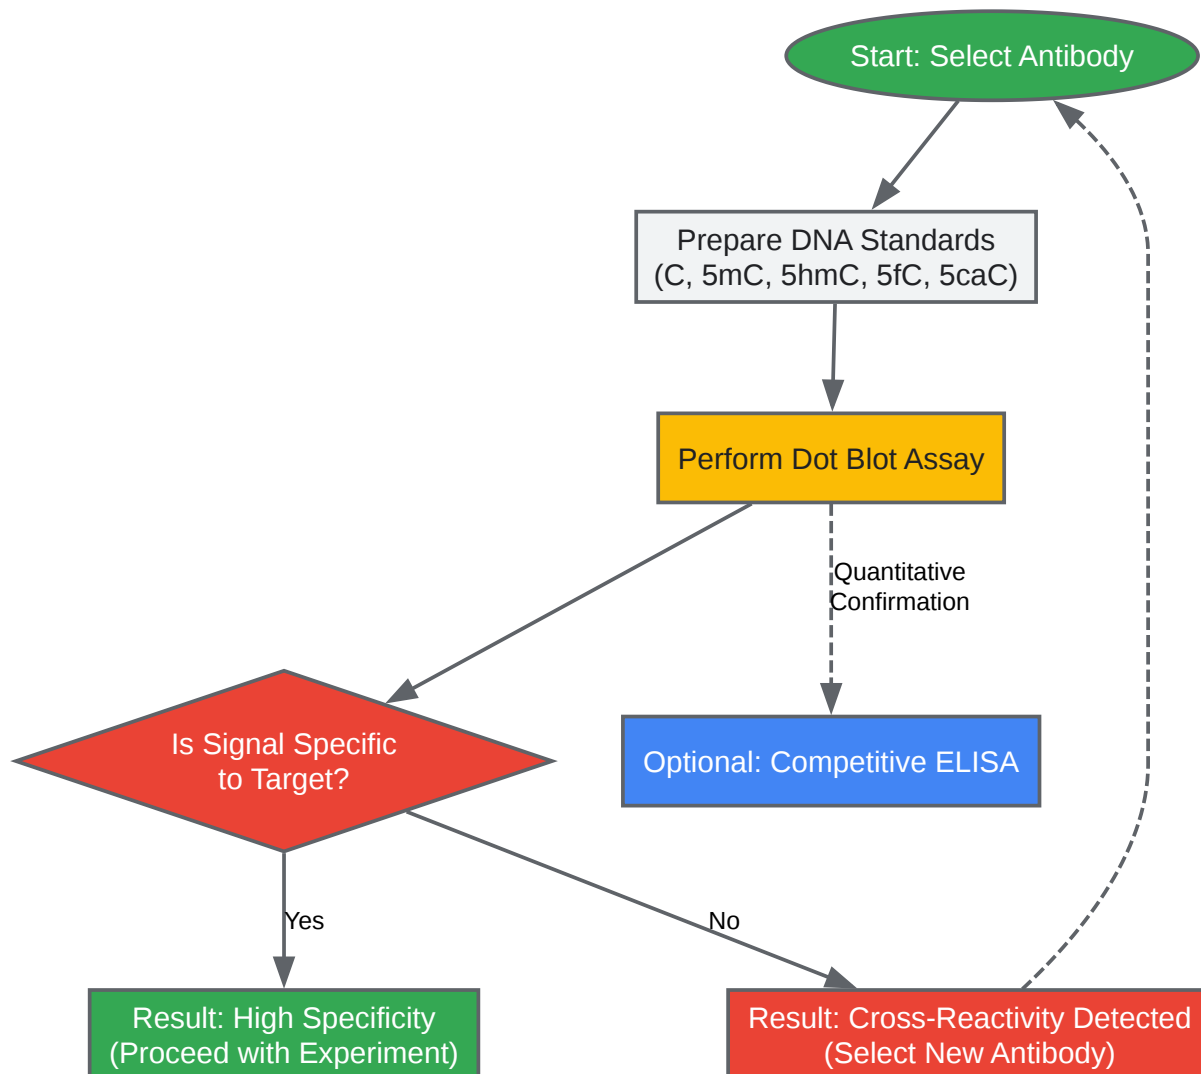 Start: Select Antibody
Prepare DNA Standards
(C, 5mC, 5hmC, 5fC, 5caC)
Perform Dot Blot Assay
Quantitative
Confirmation
Is Signal Specific
to Target?
Optional: Competitive ELISA
Yes
No
Result: High Specificity
(Proceed with Experiment)
Result: Cross-Reactivity Detected
(Select New Antibody)